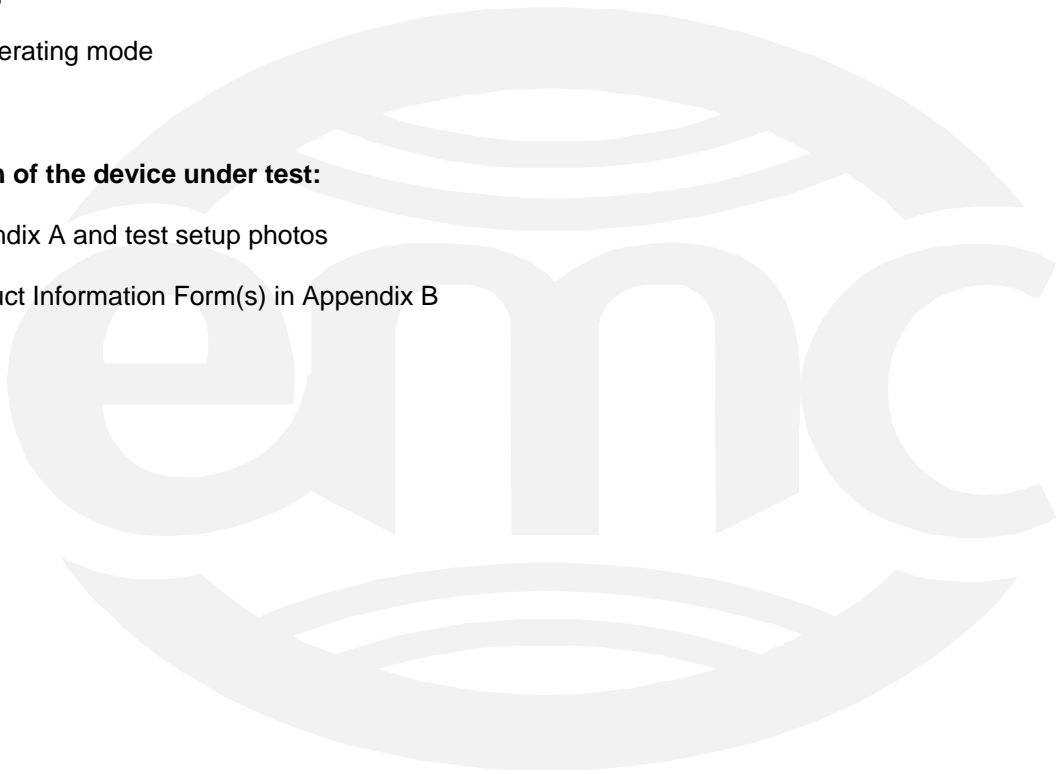 erating mode
n of the device under test:
ndix A and test setup photos
uct Information Form(s) in Appendix B
emc